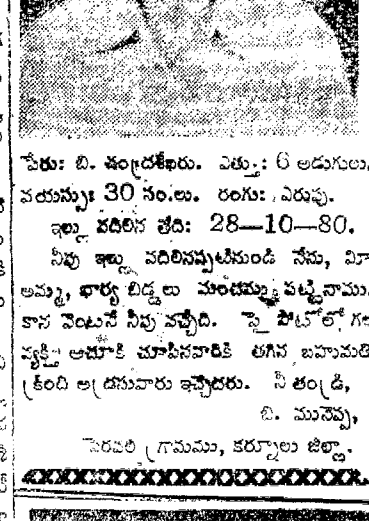 పేరు: బి. చంద్రశేఖరు. ఎత్తు: 6 అడుగులు.
వయస్సు: 30 సం.లు. రంగు: ఎరుపు.
ఇల్లు వదిలిన తేది: 28—10—80.
నీవు ఇల్లు వదిలినప్పటినుండి నేను, మీ
అమ్మ, భార్య బిడ్డలు మంచమ్ము పట్టినాము.
కాన వెంటునే నీవు వచ్చేది. పై పోటోలో గల
వ్యక్తి ఆచూకి చూపినవారికి తగిన బహుమతి
క్రింది అడ్రసువారు ఇచ్చెదరు. నీ తండ్రి,
బి. మునెప్ప,
పెరవలి గ్రామము, కర్నూలు జిల్లా.